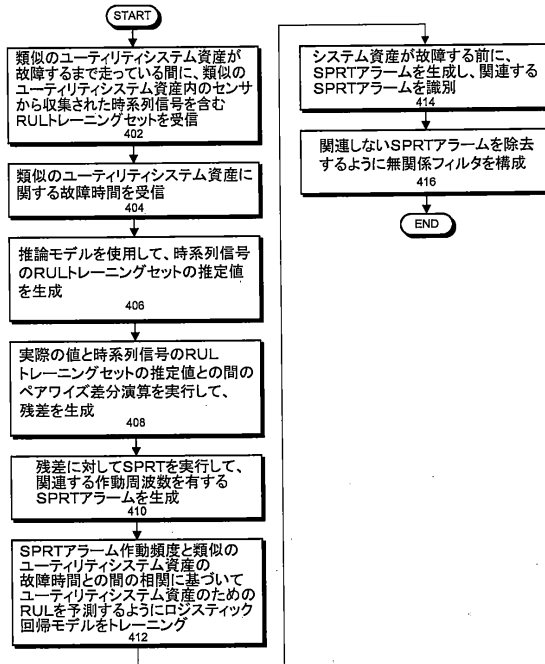 START
類似のユーティリティシステム資産が
故障するまで走っている間に、類似の
ユーティリティシステム資産内のセンサ
から収集された時系列信号を含む
RULトレーニングセットを受信
402
類似のユーティリティシステム資産に
関する故障時間を受信
404
推論モデルを使用して、時系列信号
のRULトレーニングセットの推定値
を生成
406
実際の値と時系列信号のRUL
トレーニングセットの推定値との間の
ペアワイズ差分演算を実行して、
残差を生成
408
残差に対してSPRTを実行して、
関連する作動周波数を有する
SPRTアラームを生成
410
SPRTアラーム作動頻度と類似の
ユーティリティシステム資産の
故障時間との間の相関に基づいて
ユーティリティシステム資産のための
RULを予測するようにロジスティック
回帰モデルをトレーニング
412
システム資産が故障する前に、
SPRTアラームを生成し、関連する
SPRTアラームを識別
414
関連しないSPRTアラームを除去
するように無関係フィルタを構成
416
END